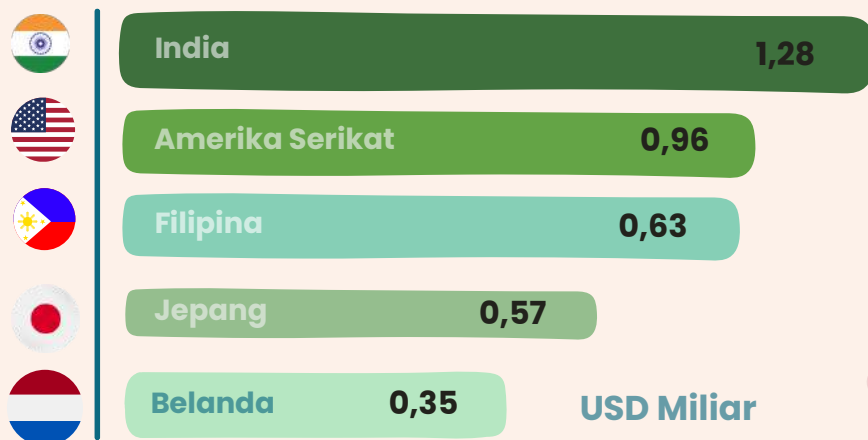 India 1,28
Amerika Serikat 0,96
Filipina 0,63
Jepang 0,57
Belanda 0,35
USD Miliar